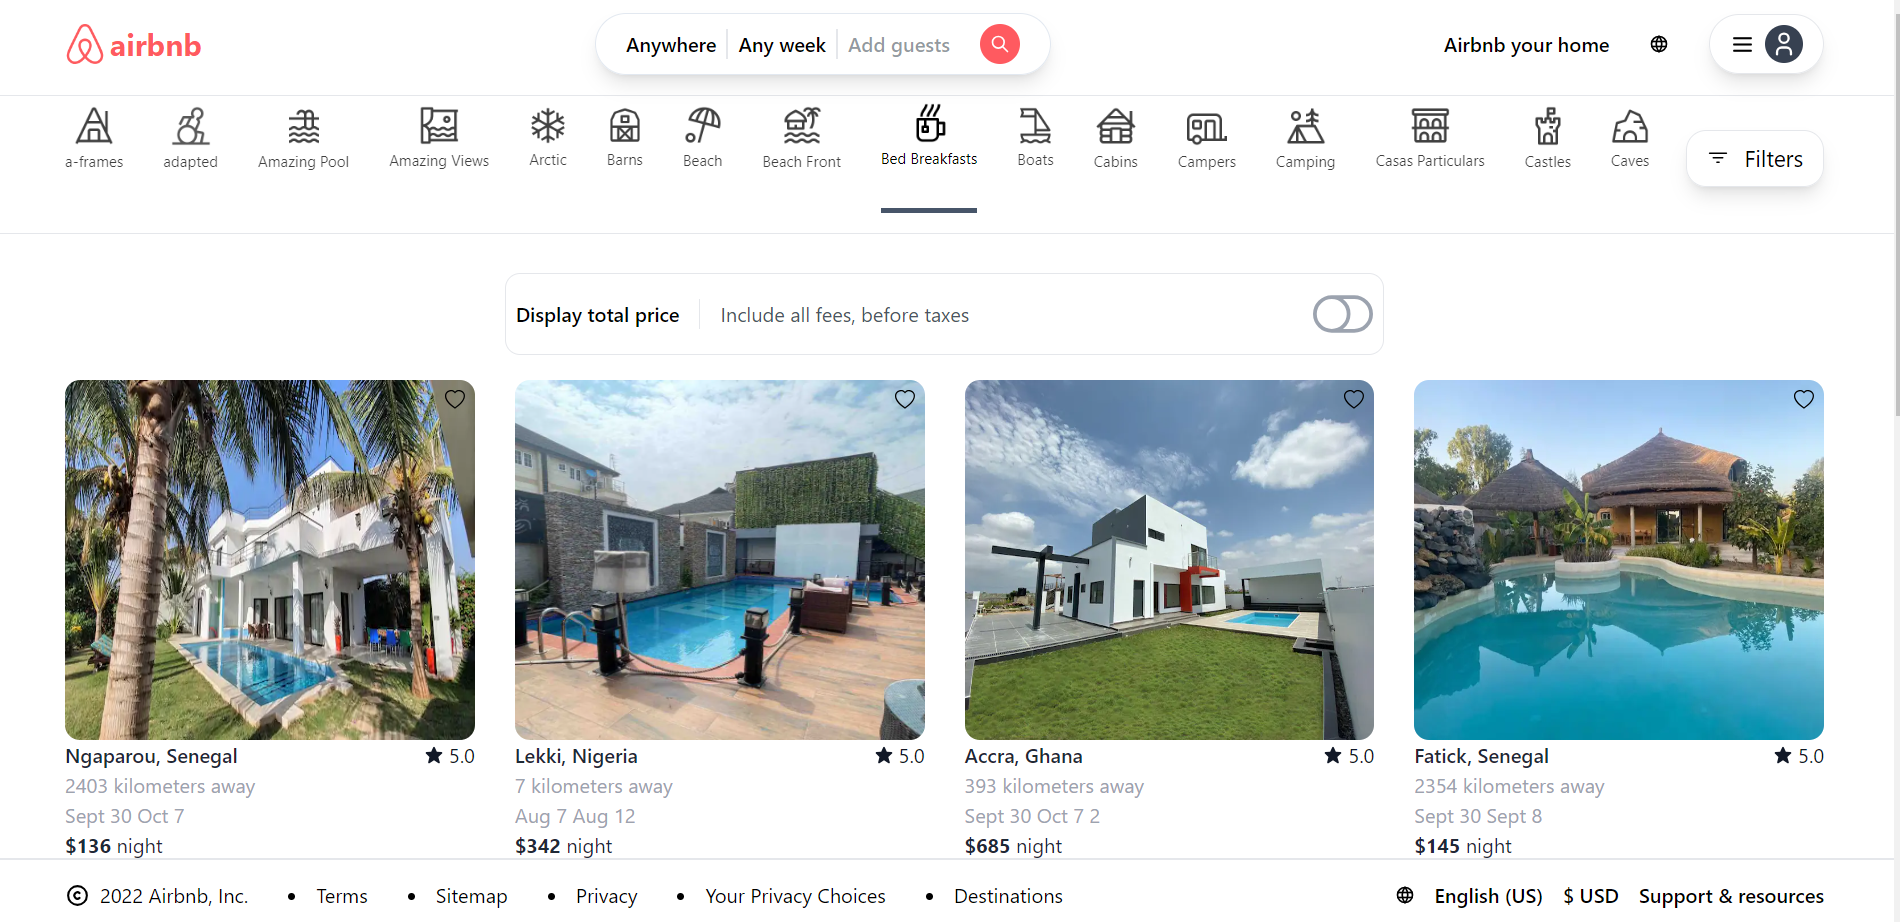 airbnb
Anywhere Any week Add guests
Airbnb your home
a-frames adapted Amazing Pool Amazing Views Arctic Barns Beach Beach Front Bed Breakfasts Boats Cabins Campers Camping Casas Particulars Castles Caves
Filters
Display total price Include all fees, before taxes
Ngaparou, Senegal 5.0
2403 kilometers away
Sept 30 Oct 7
$136 night
Lekki, Nigeria 5.0
7 kilometers away
Aug 7 Aug 12
$342 night
Accra, Ghana 5.0
393 kilometers away
Sept 30 Oct 7 2
$685 night
Fatick, Senegal 5.0
2354 kilometers away
Sept 30 Sept 8
$145 night
© 2022 Airbnb, Inc. • Terms • Sitemap • Privacy • Your Privacy Choices • Destinations
English (US) $ USD Support & resources